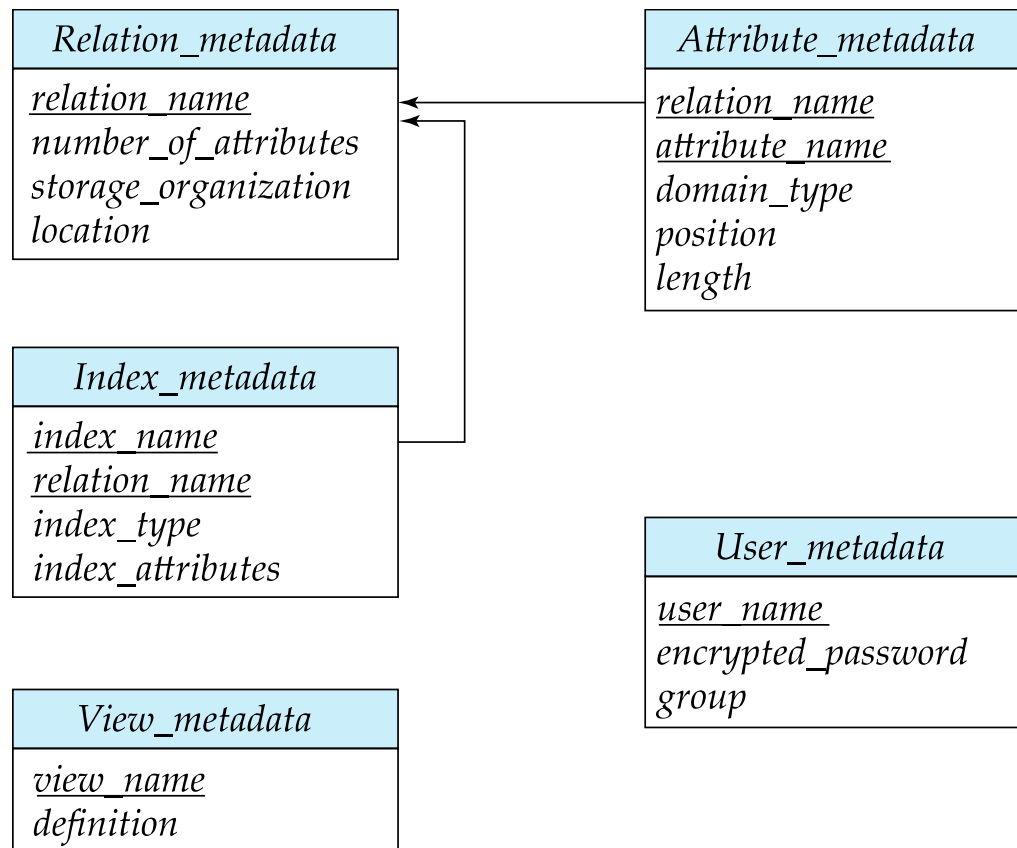 Relation_metadata
relation_name
number_of_attributes
storage_organization
location
Attribute_metadata
relation_name
attribute_name
domain_type
position
length
Index_metadata
index_name
relation_name
index_type
index_attributes
User_metadata
user_name
encrypted_password
group
View_metadata
view_name
definition